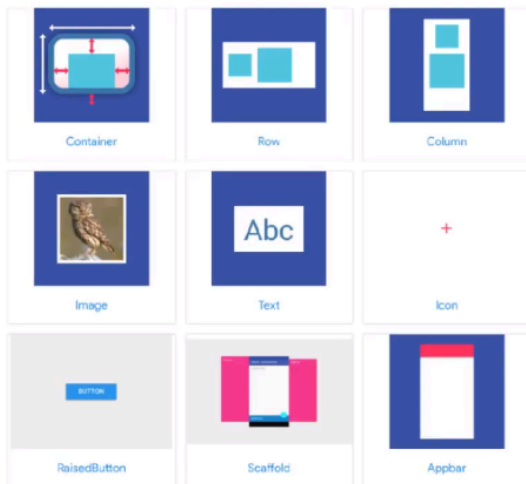 Container
Row
Column
Abc
Image
Text
Icon
BUTTON
RaisedButton
Scaffold
Appbar